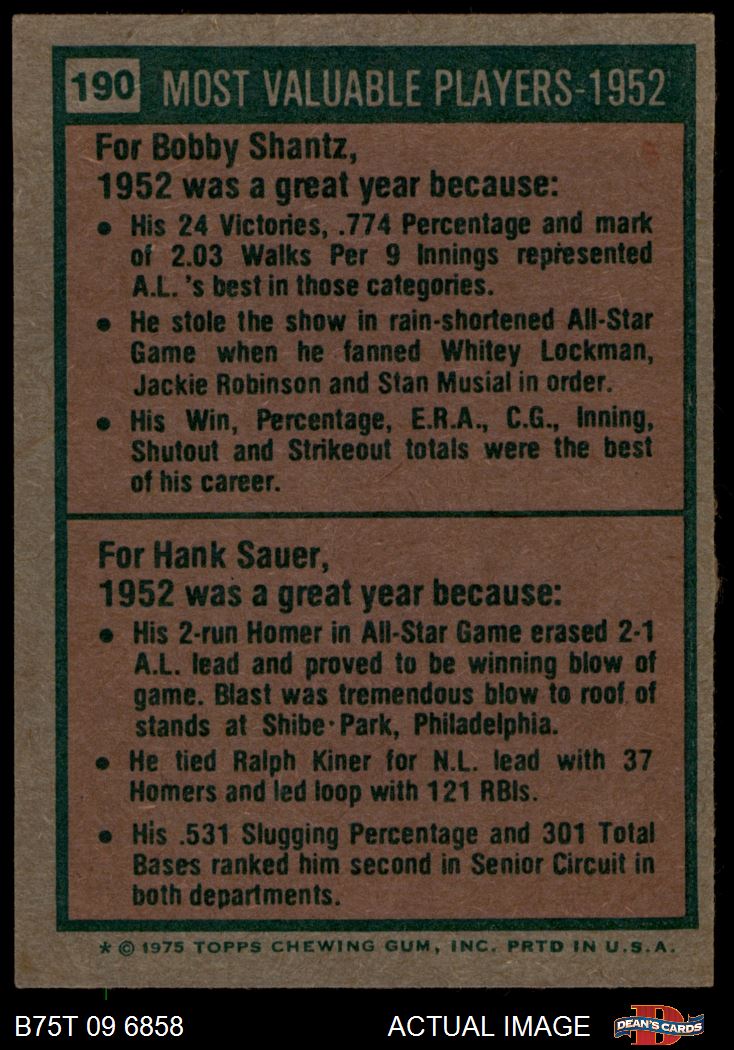 190 MOST VALUABLE PLAYERS-1952
For Bobby Shantz,
1952 was a great year because:
• His 24 Victories, .774 Percentage and mark
of 2.03 Walks Per 9 Innings represented
A.L. 's best in those categories.
• He stole the show in rain-shortened All-Star
Game when he fanned Whitey Lockman,
Jackie Robinson and Stan Musial in order.
• His Win, Percentage, E.R.A., C.G., Inning,
Shutout and Strikeout totals were the best
of his career.
For Hank Sauer,
1952 was a great year because:
• His 2-run Homer in All-Star Game erased 2-1
A.L. lead and proved to be winning blow of
game. Blast was tremendous blow to roof of
stands at Shibe·Park, Philadelphia.
• He tied Ralph Kiner for N.L. lead with 37
Homers and led loop with 121 RBIs.
• His .531 Slugging Percentage and 301 Total
Bases ranked him second in Senior Circuit in
both departments.
* © 1975 TOPPS CHEWING GUM, INC. PRTD IN U.S.A.
B75T 09 6858 ACTUAL IMAGE D DEAN'S CARDS